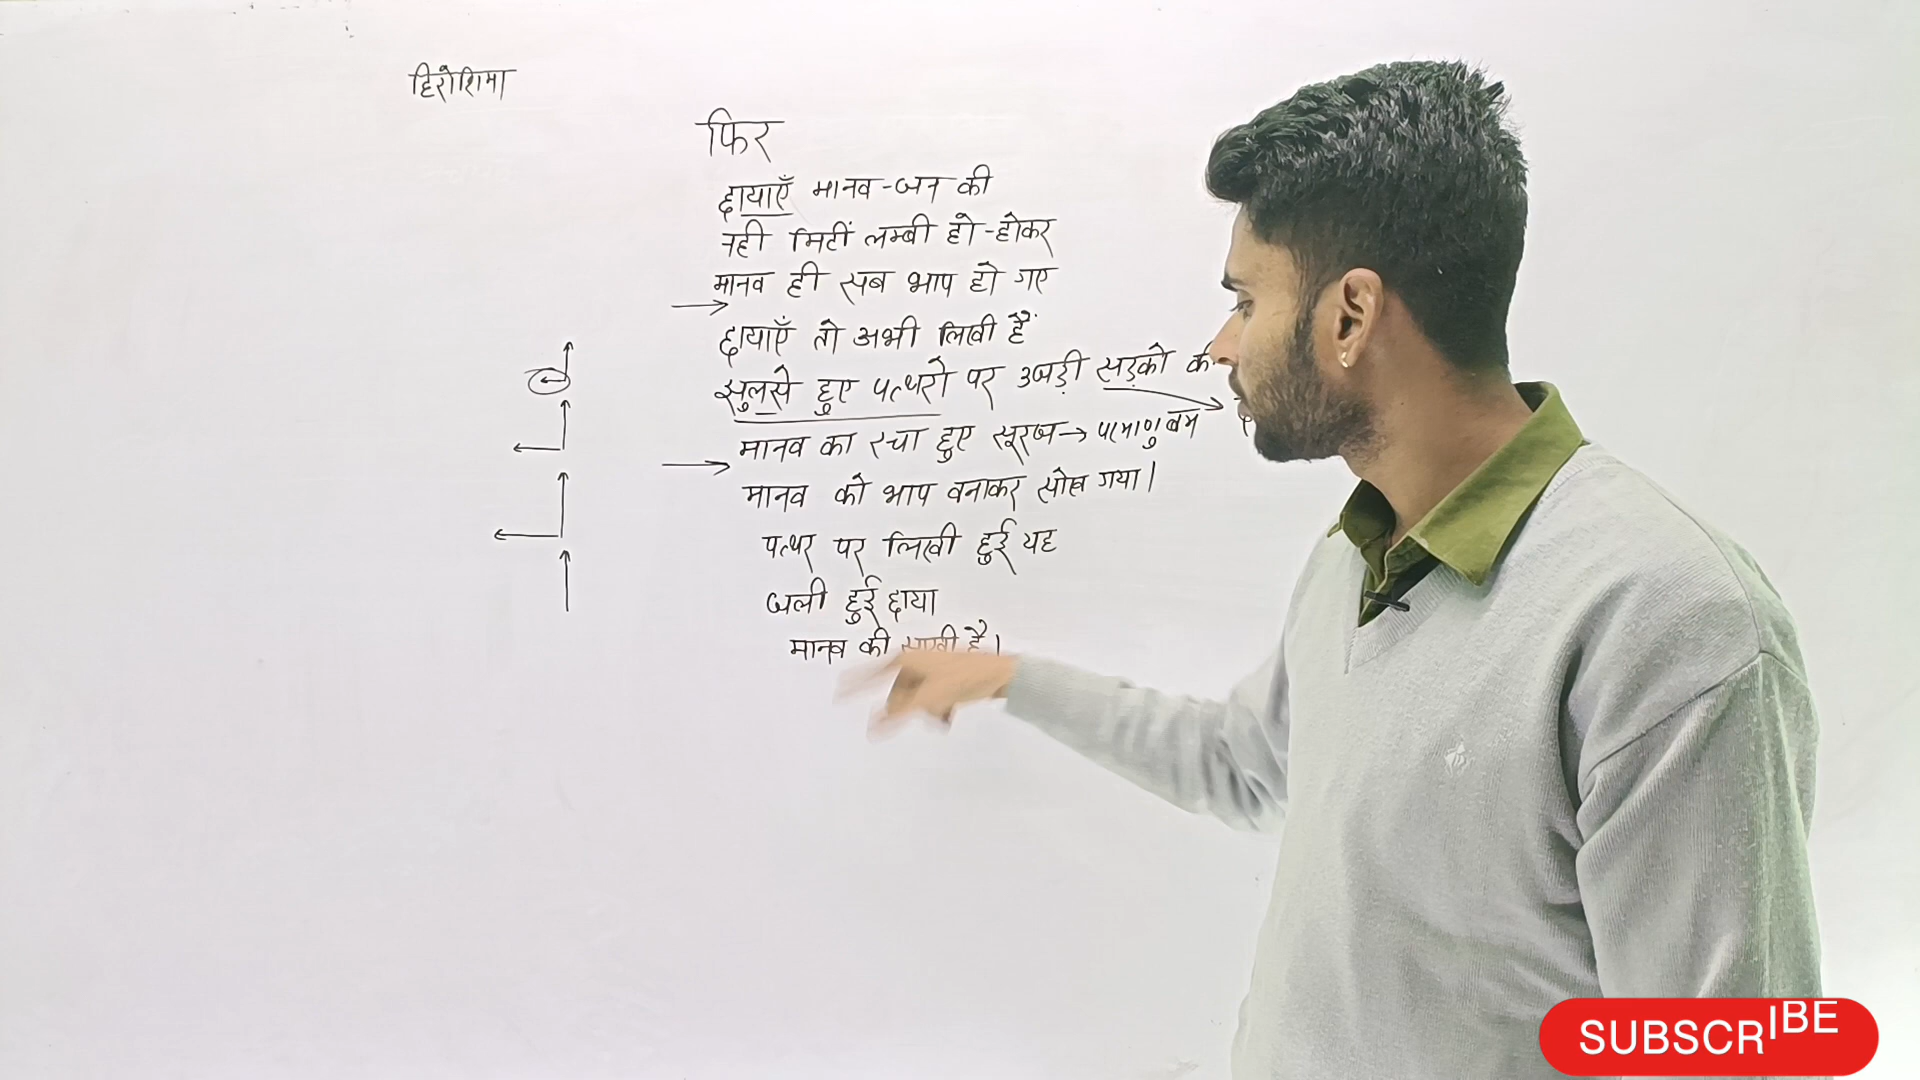 हिरोशिमा
फिर
छायाएँ मानव-जन की
नही मिटीं लम्बी हो-होकर
मानव ही सब भाप हो गए
छायाएँ तो अभी लिखी हैं
झुलसे हुए पत्थरो पर उजड़ी सड़को की
मानव का रचा हुए सूरज→ परमाणु बम
मानव को भाप बनाकर सोख गया।
पत्थर पर लिखी हुई यह
जली हुई छाया
मानव की साखी है।
SUBSCRIBE